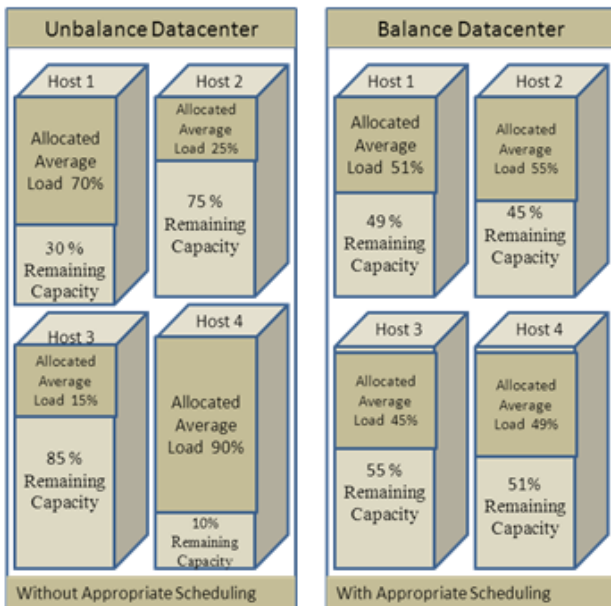 Unbalance Datacenter
Host 1
Allocated
Average
Load 70%
30 %
Remaining
Capacity
Host 2
Allocated
Average
Load 25%
75 %
Remaining
Capacity
Host 3
Allocated
Average
Load 15%
85 %
Remaining
Capacity
Host 4
Allocated
Average
Load 90%
10%
Remaining
Capacity
Without Appropriate Scheduling
Balance Datacenter
Host 1
Allocated
Average
Load 51%
49 %
Remaining
Capacity
Host 2
Allocated
Average
Load 55%
45 %
Remaining
Capacity
Host 3
Allocated
Average
Load 45%
55 %
Remaining
Capacity
Host 4
Allocated
Average
Load 49%
51%
Remaining
Capacity
With Appropriate Scheduling